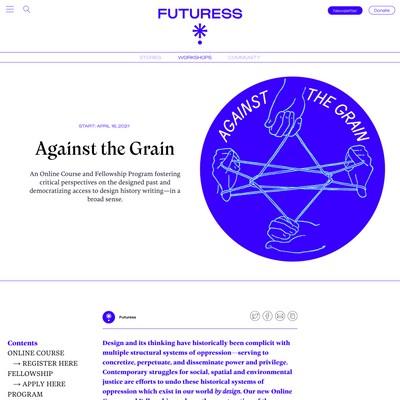 FUTURESS
Newsletter
Donate
STORIES
WORKSHOPS
COMMUNITY
START: APRIL 16, 2021
Against the Grain
An Online Course and Fellowship Program fostering
critical perspectives on the designed past and
democratizing access to design history writing—in a
broad sense.
AGAINST THE GRAIN
Futuress
Contents
ONLINE COURSE
→ REGISTER HERE
FELLOWSHIP
→ APPLY HERE
PROGRAM
Design and its thinking have historically been complicit with
multiple structural systems of oppression—serving to
concretize, perpetuate, and disseminate power and privilege.
Contemporary struggles for social, spatial and environmental
justice are efforts to undo these historical systems of
oppression which exist in our world by design. Our new Online